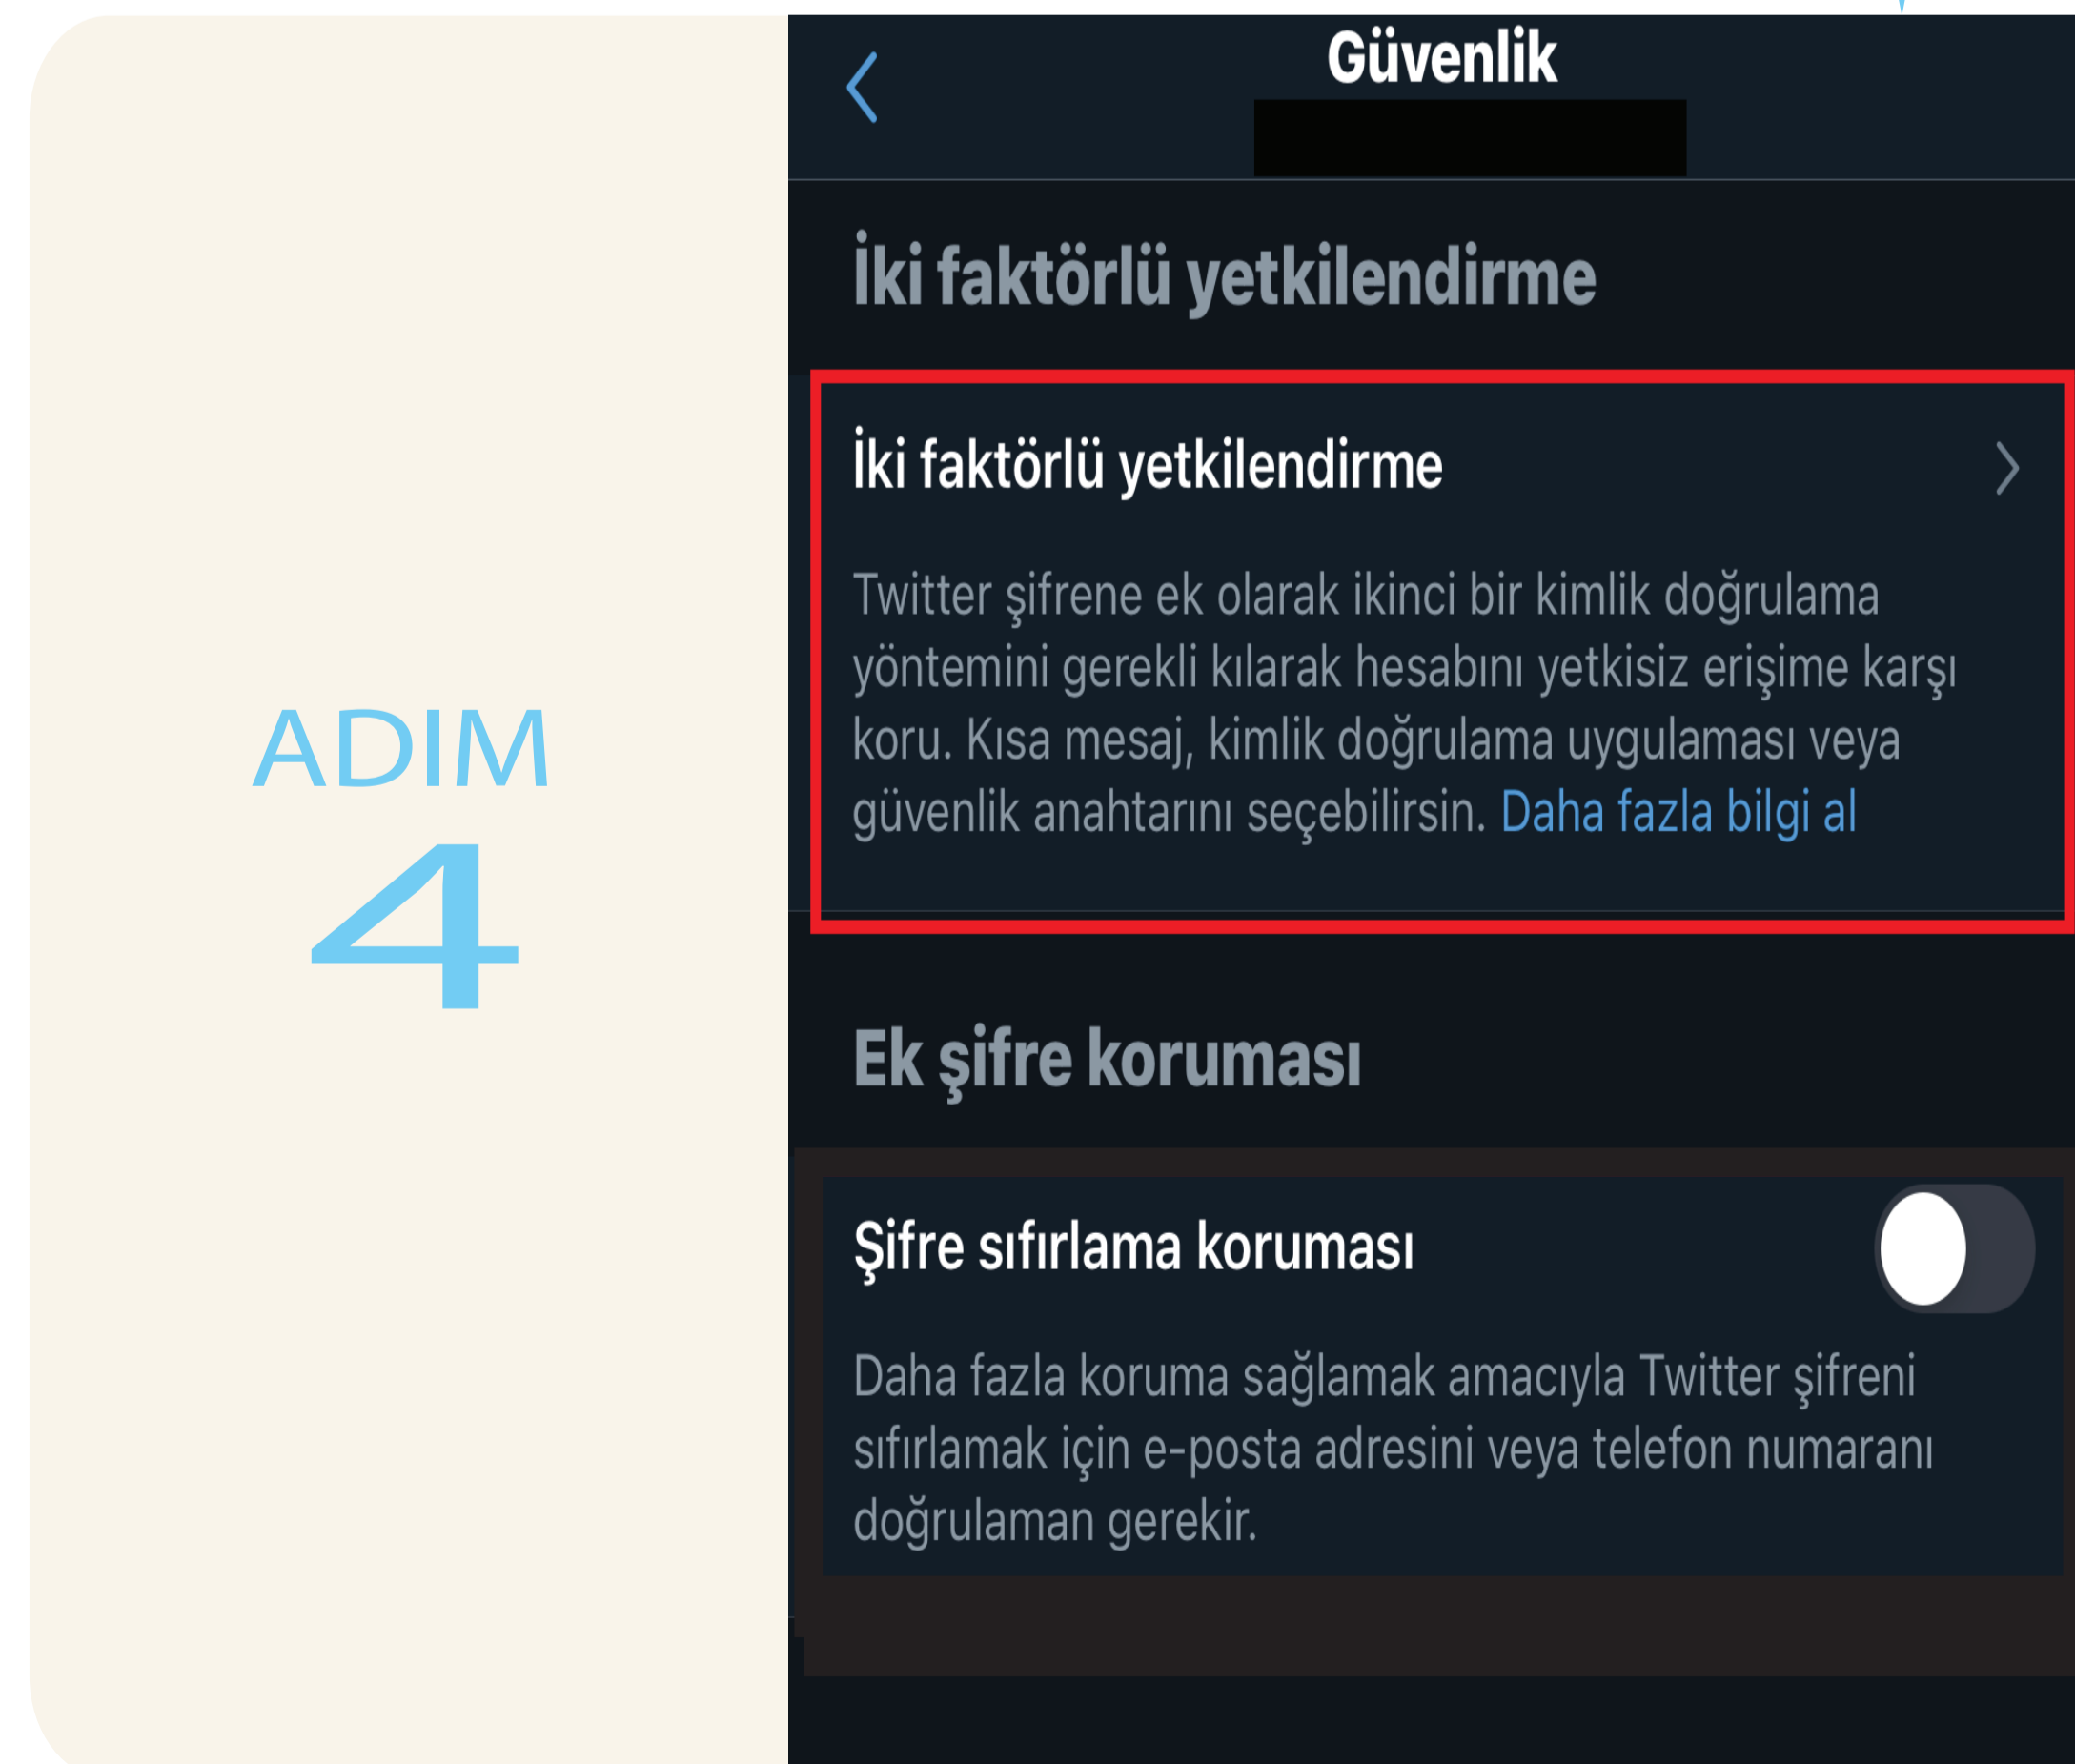 ADIM
4
Güvenlik
İki faktörlü yetkilendirme
İki faktörlü yetkilendirme
Twitter şifrene ek olarak ikinci bir kimlik doğrulama
yöntemini gerekli kılarak hesabını yetkisiz erişime karşı
koru. Kısa mesaj, kimlik doğrulama uygulaması veya
güvenlik anahtarını seçebilirsin. Daha fazla bilgi al
Ek şifre koruması
Şifre sıfırlama koruması
Daha fazla koruma sağlamak amacıyla Twitter şifreni
sıfırlamak için e-posta adresini veya telefon numaranı
doğrulaman gerekir.